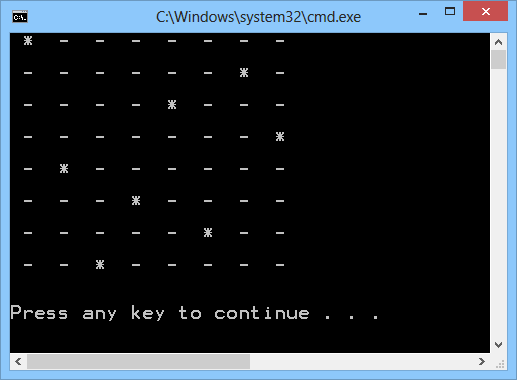 C:\Windows\system32\cmd.exe
* - - - - - - -
- - - - - - * -
- - - - * - - -
- - - - - - - *
- * - - - - - -
- - - * - - - -
- - - - - * - -
- - * - - - - -
Press any key to continue . . .